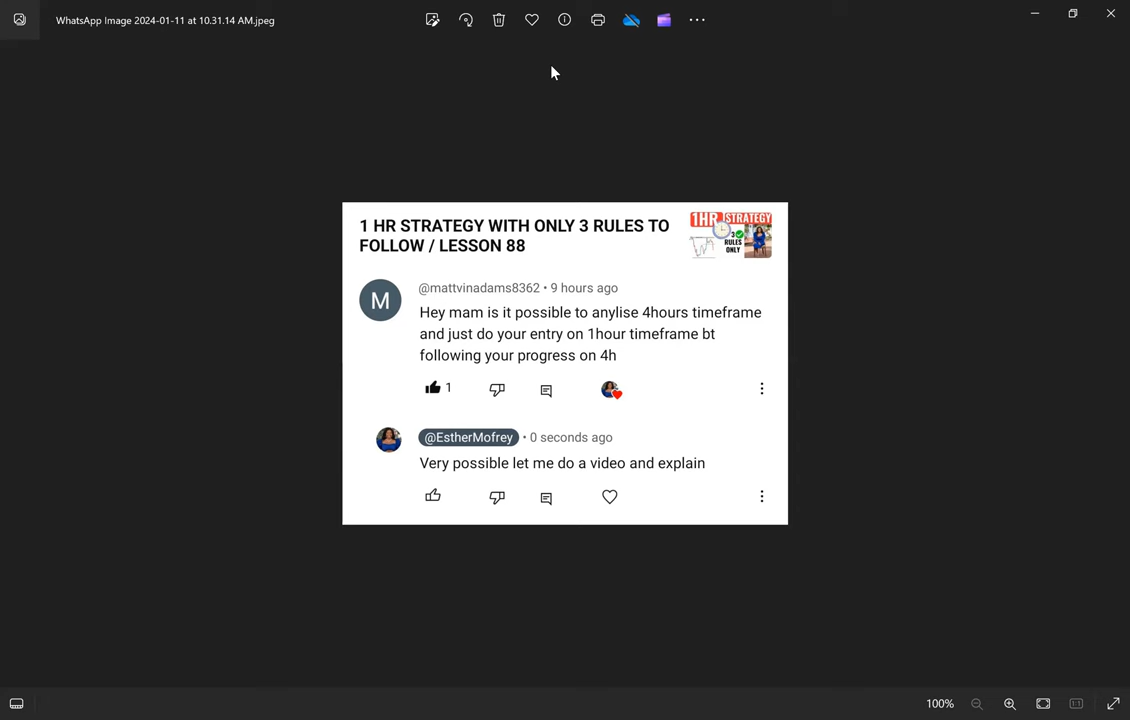 WhatsApp Image 2024-01-11 at 10.31.14 AM.jpeg
1 HR STRATEGY WITH ONLY 3 RULES TO
FOLLOW / LESSON 88
1HR STRATEGY
3
RULES
ONLY
M
@mattvinadams8362 • 9 hours ago
Hey mam is it possible to anylise 4hours timeframe
and just do your entry on 1hour timeframe bt
following your progress on 4h
1
@EstherMofrey • 0 seconds ago
Very possible let me do a video and explain
100%
1:1